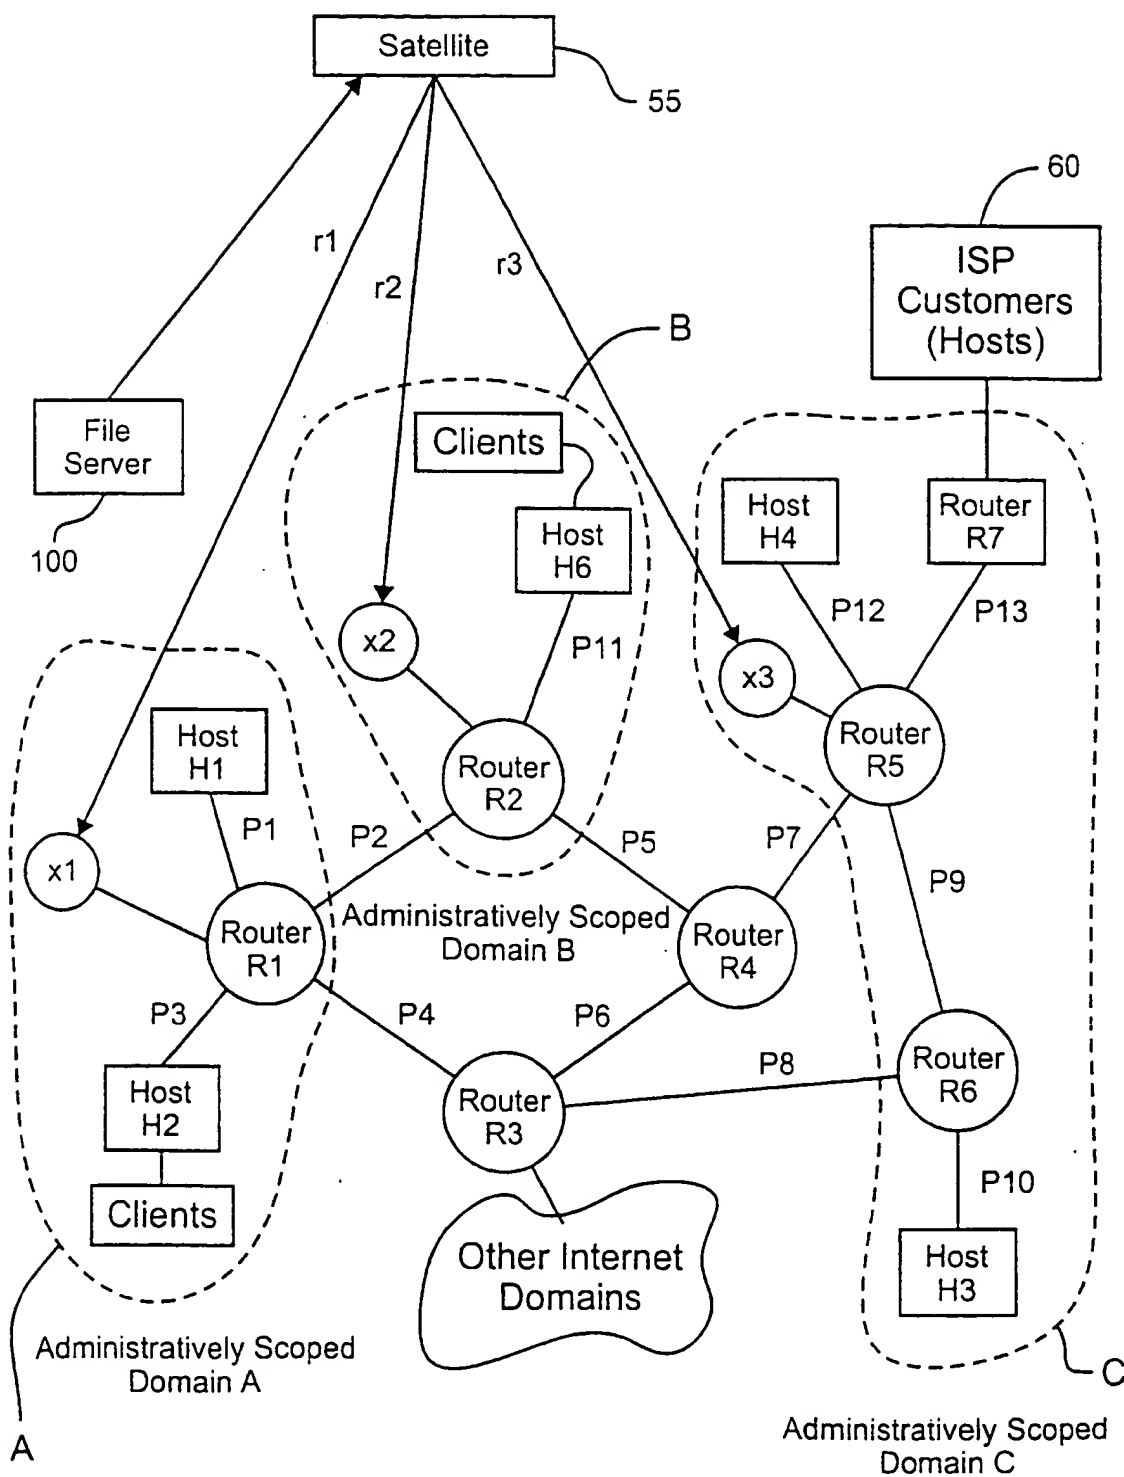 Satellite
55
60
r1
r2
r3
ISP
Customers
(Hosts)
B
File
Server
100
Clients
Host
H6
Host
H4
Router
R7
P12
P13
P11
x2
x3
Host
H1
Router
R5
Router
R2
P1
P2
P5
P7
P9
x1
Router
R1
Administratively Scoped
Domain B
Router
R4
P3
P4
P6
P8
Router
R6
Host
H2
Router
R3
P10
Clients
Other Internet
Domains
Host
H3
Administratively Scoped
Domain A
A
C
Administratively Scoped
Domain C